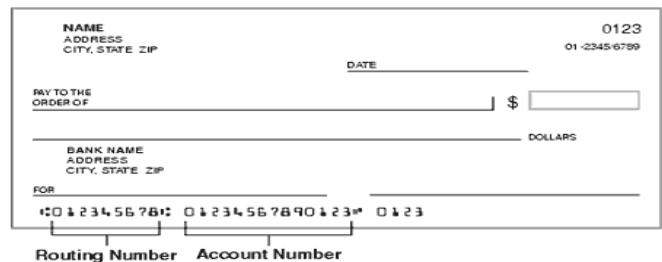 NAME 0123
ADDRESS 01-2345/6789
CITY, STATE ZIP
DATE
PAY TO THE
ORDER OF $
DOLLARS
BANK NAME
ADDRESS
CITY, STATE ZIP
FOR
⑆012345678⑆ 01234567890123⑈ 0123
Routing Number Account Number